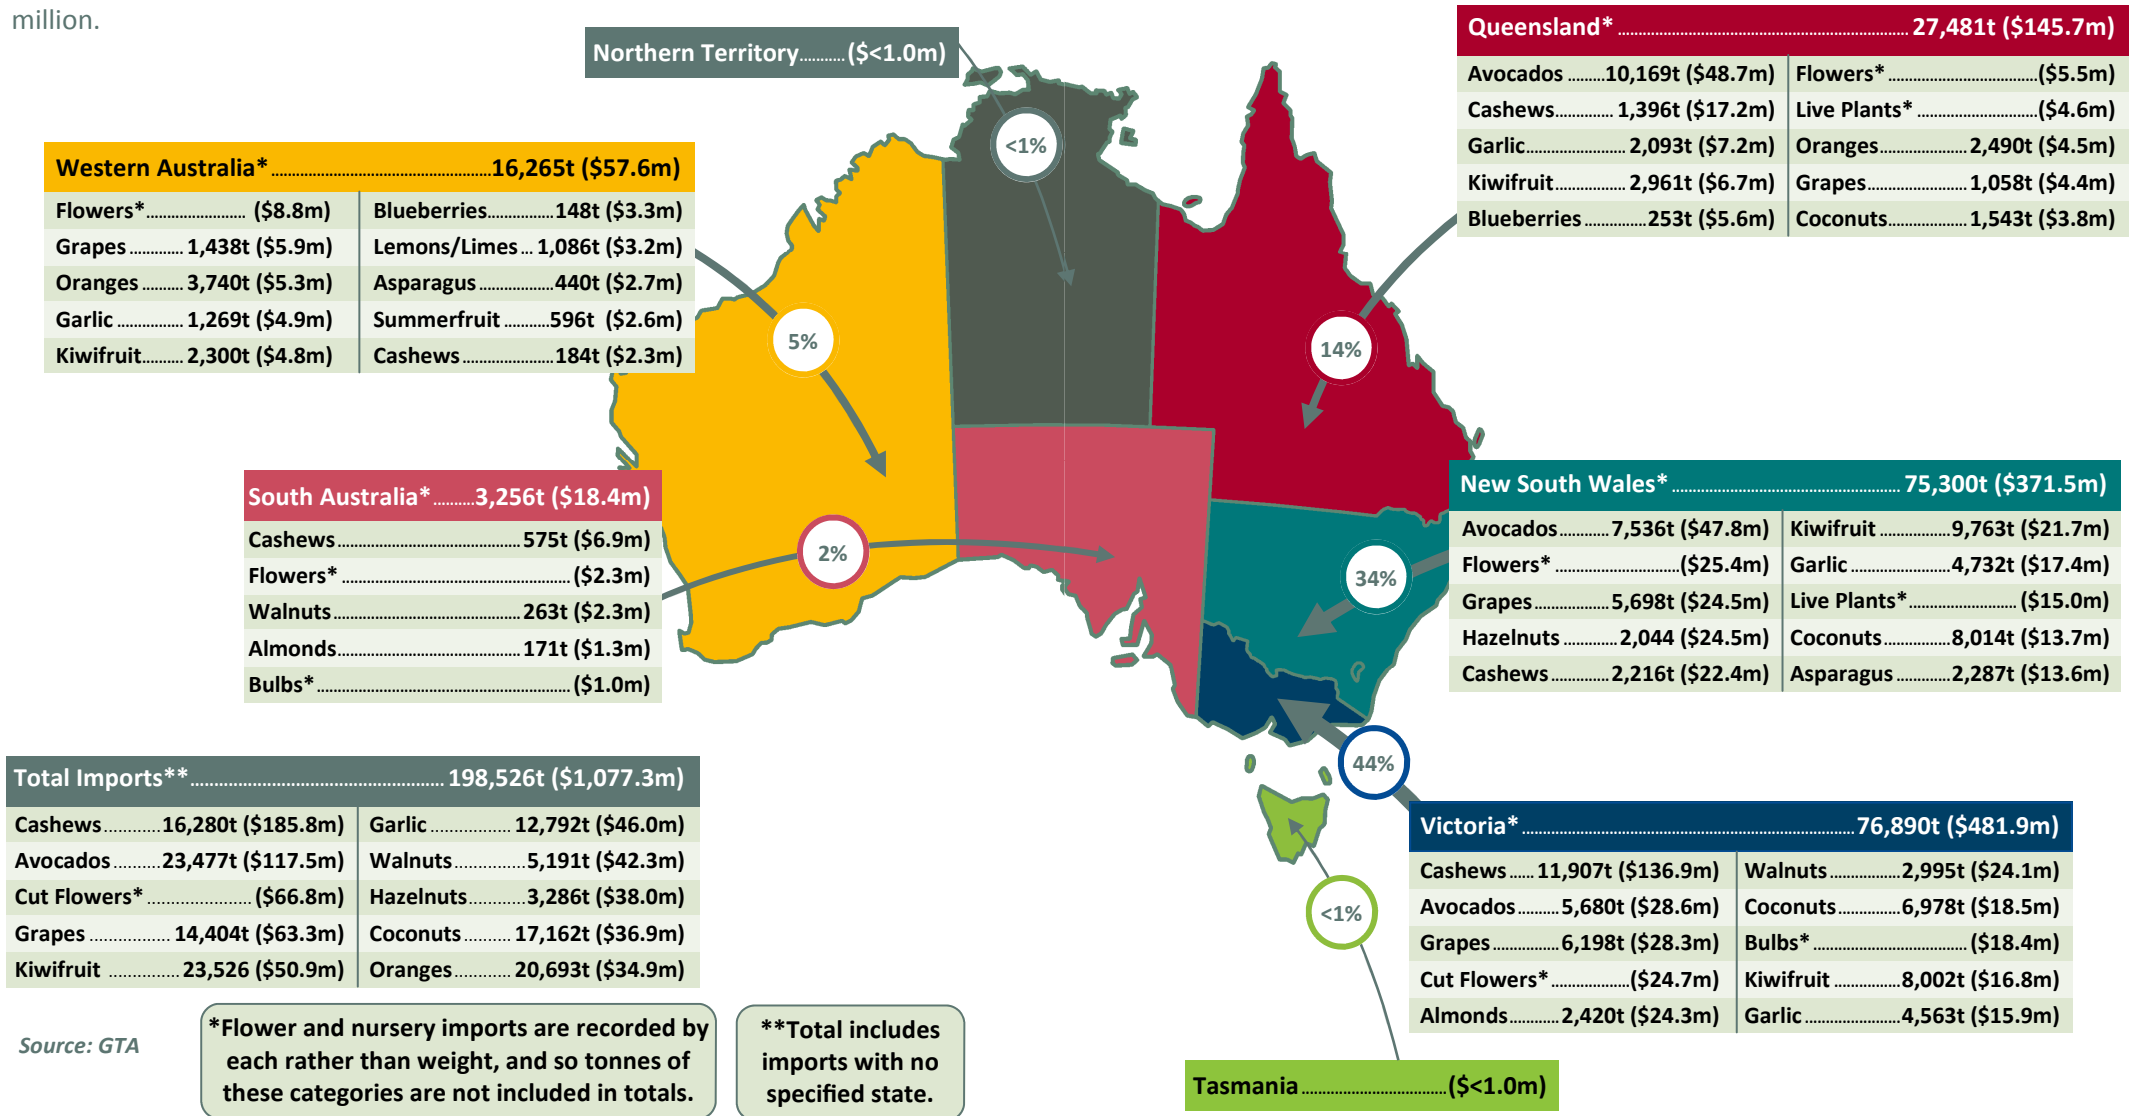 million.
Northern Territory...........($<1.0m)
Queensland* ........................ 27,481t ($145.7m)
Avocados ........10,169t ($48.7m)
Cashews............. 1,396t ($17.2m)
Garlic...................... 2,093t ($7.2m)
Kiwifruit............... 2,961t ($6.7m)
Blueberries .............253t ($5.6m)
Flowers* ................................($5.5m)
Live Plants* ..........................($4.6m)
Oranges................... 2,490t ($4.5m)
Grapes..................... 1,058t ($4.4m)
Coconuts................. 1,543t ($3.8m)
Western Australia* ........................16,265t ($57.6m)
Flowers*..................... ($8.8m)
Grapes ........... 1,438t ($5.9m)
Oranges ......... 3,740t ($5.3m)
Garlic .............. 1,269t ($4.9m)
Kiwifruit......... 2,300t ($4.8m)
Blueberries..............148t ($3.3m)
Lemons/Limes ... 1,086t ($3.2m)
Asparagus ................440t ($2.7m)
Summerfruit ..........596t ($2.6m)
Cashews....................184t ($2.3m)
<1%
5%
14%
South Australia* .........3,256t ($18.4m)
Cashews................................575t ($6.9m)
Flowers* ........................................ ($2.3m)
Walnuts ................................263t ($2.3m)
Almonds................................171t ($1.3m)
Bulbs*............................................ ($1.0m)
2%
New South Wales* ........................ 75,300t ($371.5m)
Avocados...........7,536t ($47.8m)
Flowers* ...........................($25.4m)
Grapes................5,698t ($24.5m)
Hazelnuts ............2,044 ($24.5m)
Cashews.............2,216t ($22.4m)
Kiwifruit ...............9,763t ($21.7m)
Garlic .....................4,732t ($17.4m)
Live Plants*....................... ($15.0m)
Coconuts...............8,014t ($13.7m)
Asparagus ............2,287t ($13.6m)
34%
44%
Total Imports** ........................ 198,526t ($1,077.3m)
Cashews............16,280t ($185.8m)
Avocados..........23,477t ($117.5m)
Cut Flowers* ...................... ($66.8m)
Grapes ................. 14,404t ($63.3m)
Kiwifruit ............... 23,526 ($50.9m)
Garlic ................. 12,792t ($46.0m)
Walnuts...............5,191t ($42.3m)
Hazelnuts............3,286t ($38.0m)
Coconuts .......... 17,162t ($36.9m)
Oranges............ 20,693t ($34.9m)
Victoria* ........................76,890t ($481.9m)
Cashews ..... 11,907t ($136.9m)
Avocados.........5,680t ($28.6m)
Grapes...............6,198t ($28.3m)
Cut Flowers*.................($24.7m)
Almonds...........2,420t ($24.3m)
Walnuts ...............2,995t ($24.1m)
Coconuts.............6,978t ($18.5m)
Bulbs* ................................ ($18.4m)
Kiwifruit ..............8,002t ($16.8m)
Garlic ....................4,563t ($15.9m)
<1%
Source: GTA
*Flower and nursery imports are recorded by
each rather than weight, and so tonnes of
these categories are not included in totals.
**Total includes
imports with no
specified state.
Tasmania ................................($<1.0m)